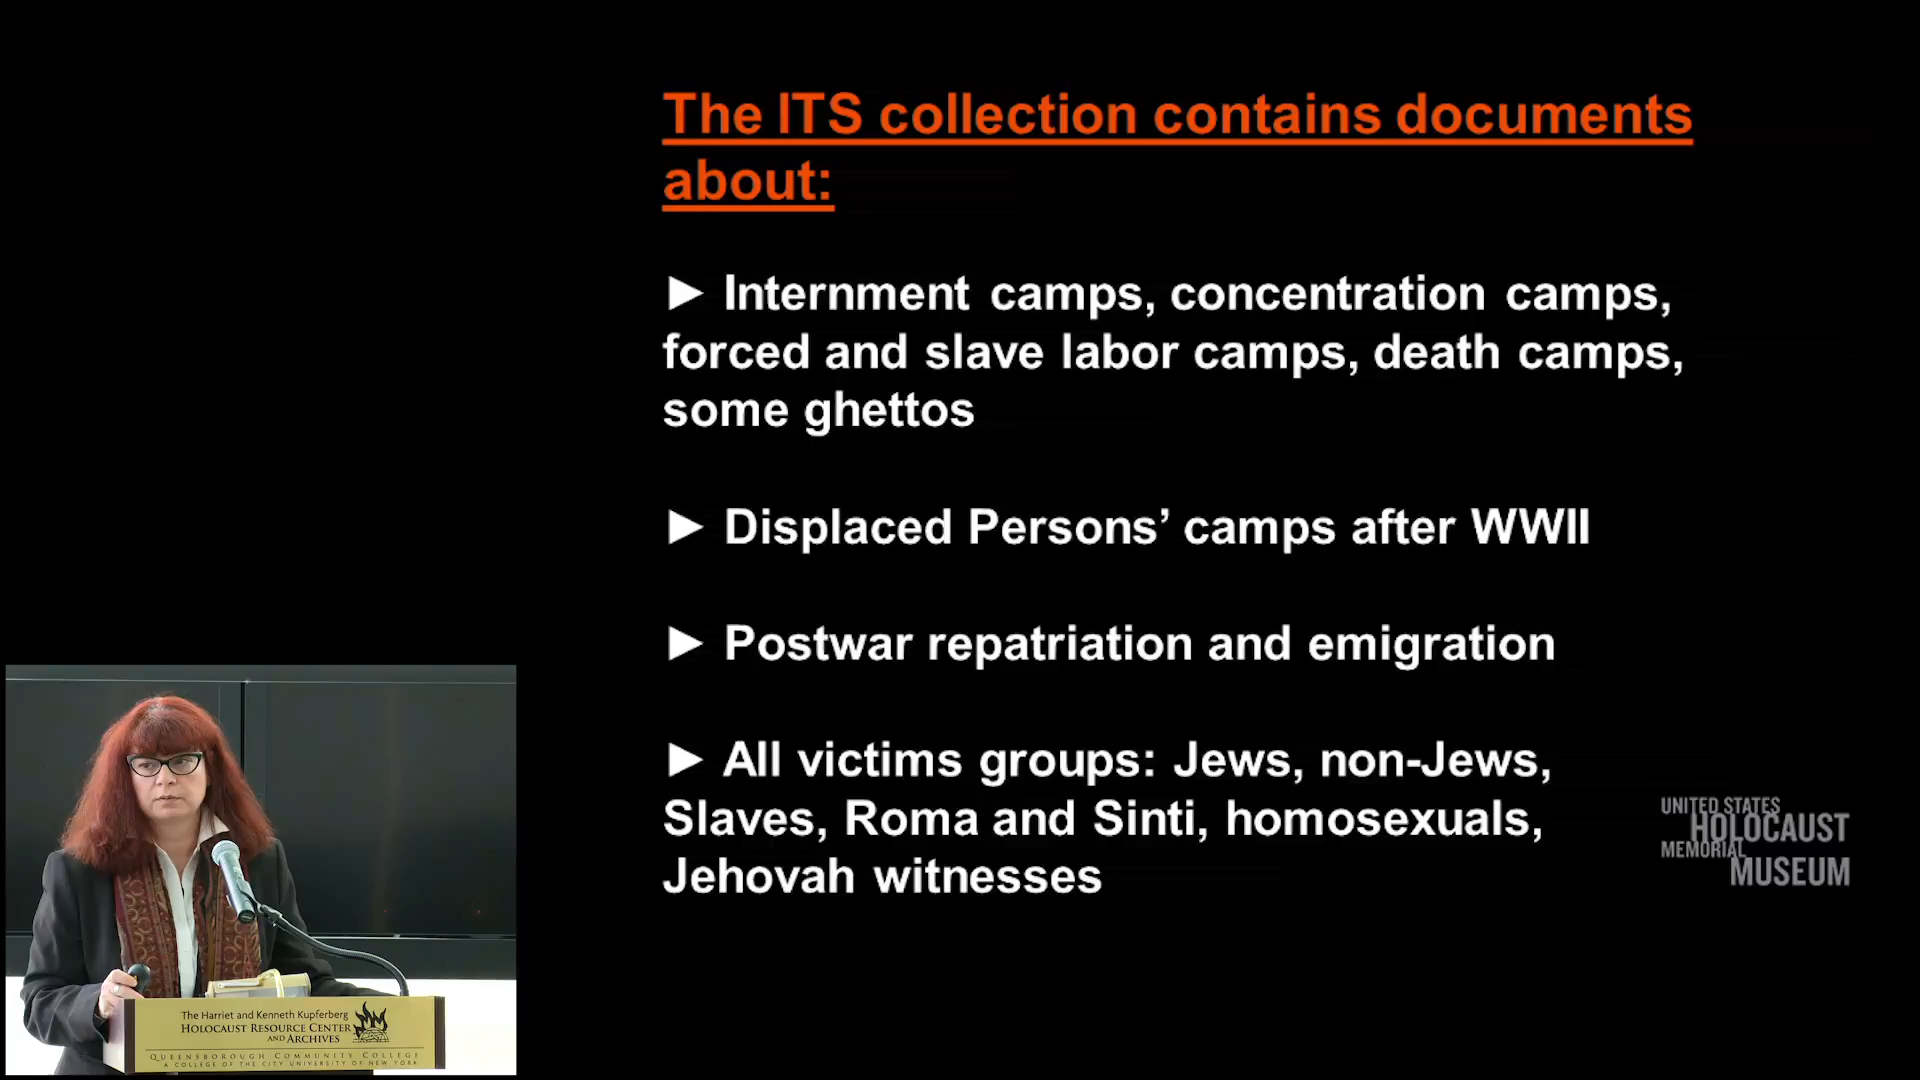 The ITS collection contains documents
about:
► Internment camps, concentration camps,
forced and slave labor camps, death camps,
some ghettos
► Displaced Persons’ camps after WWII
► Postwar repatriation and emigration
► All victims groups: Jews, non-Jews,
Slaves, Roma and Sinti, homosexuals,
Jehovah witnesses
UNITED STATES
HOLOCAUST
MEMORIAL
MUSEUM
The Harriet and Kenneth Kupferberg
HOLOCAUST RESOURCE CENTER
AND ARCHIVES
QUEENSBOROUGH COMMUNITY COLLEGE
A COLLEGE OF THE CITY UNIVERSITY OF NEW YORK